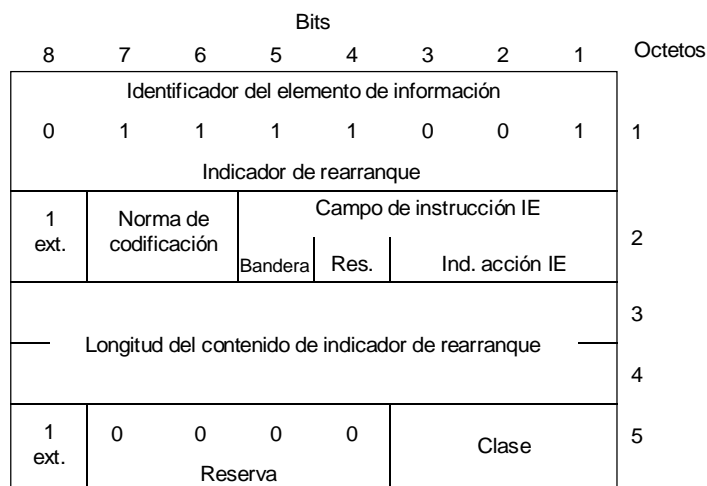 Bits
8 7 6 5 4 3 2 1 Octetos
Identificador del elemento de información
0 1 1 1 1 0 0 1 1
Indicador de rearranque
1 ext. Norma de codificación Campo de instrucción IE
Bandera Res. Ind. acción IE 2
3
Longitud del contenido de indicador de rearranque
4
1 ext. 0 0 0 0 Clase 5
Reserva